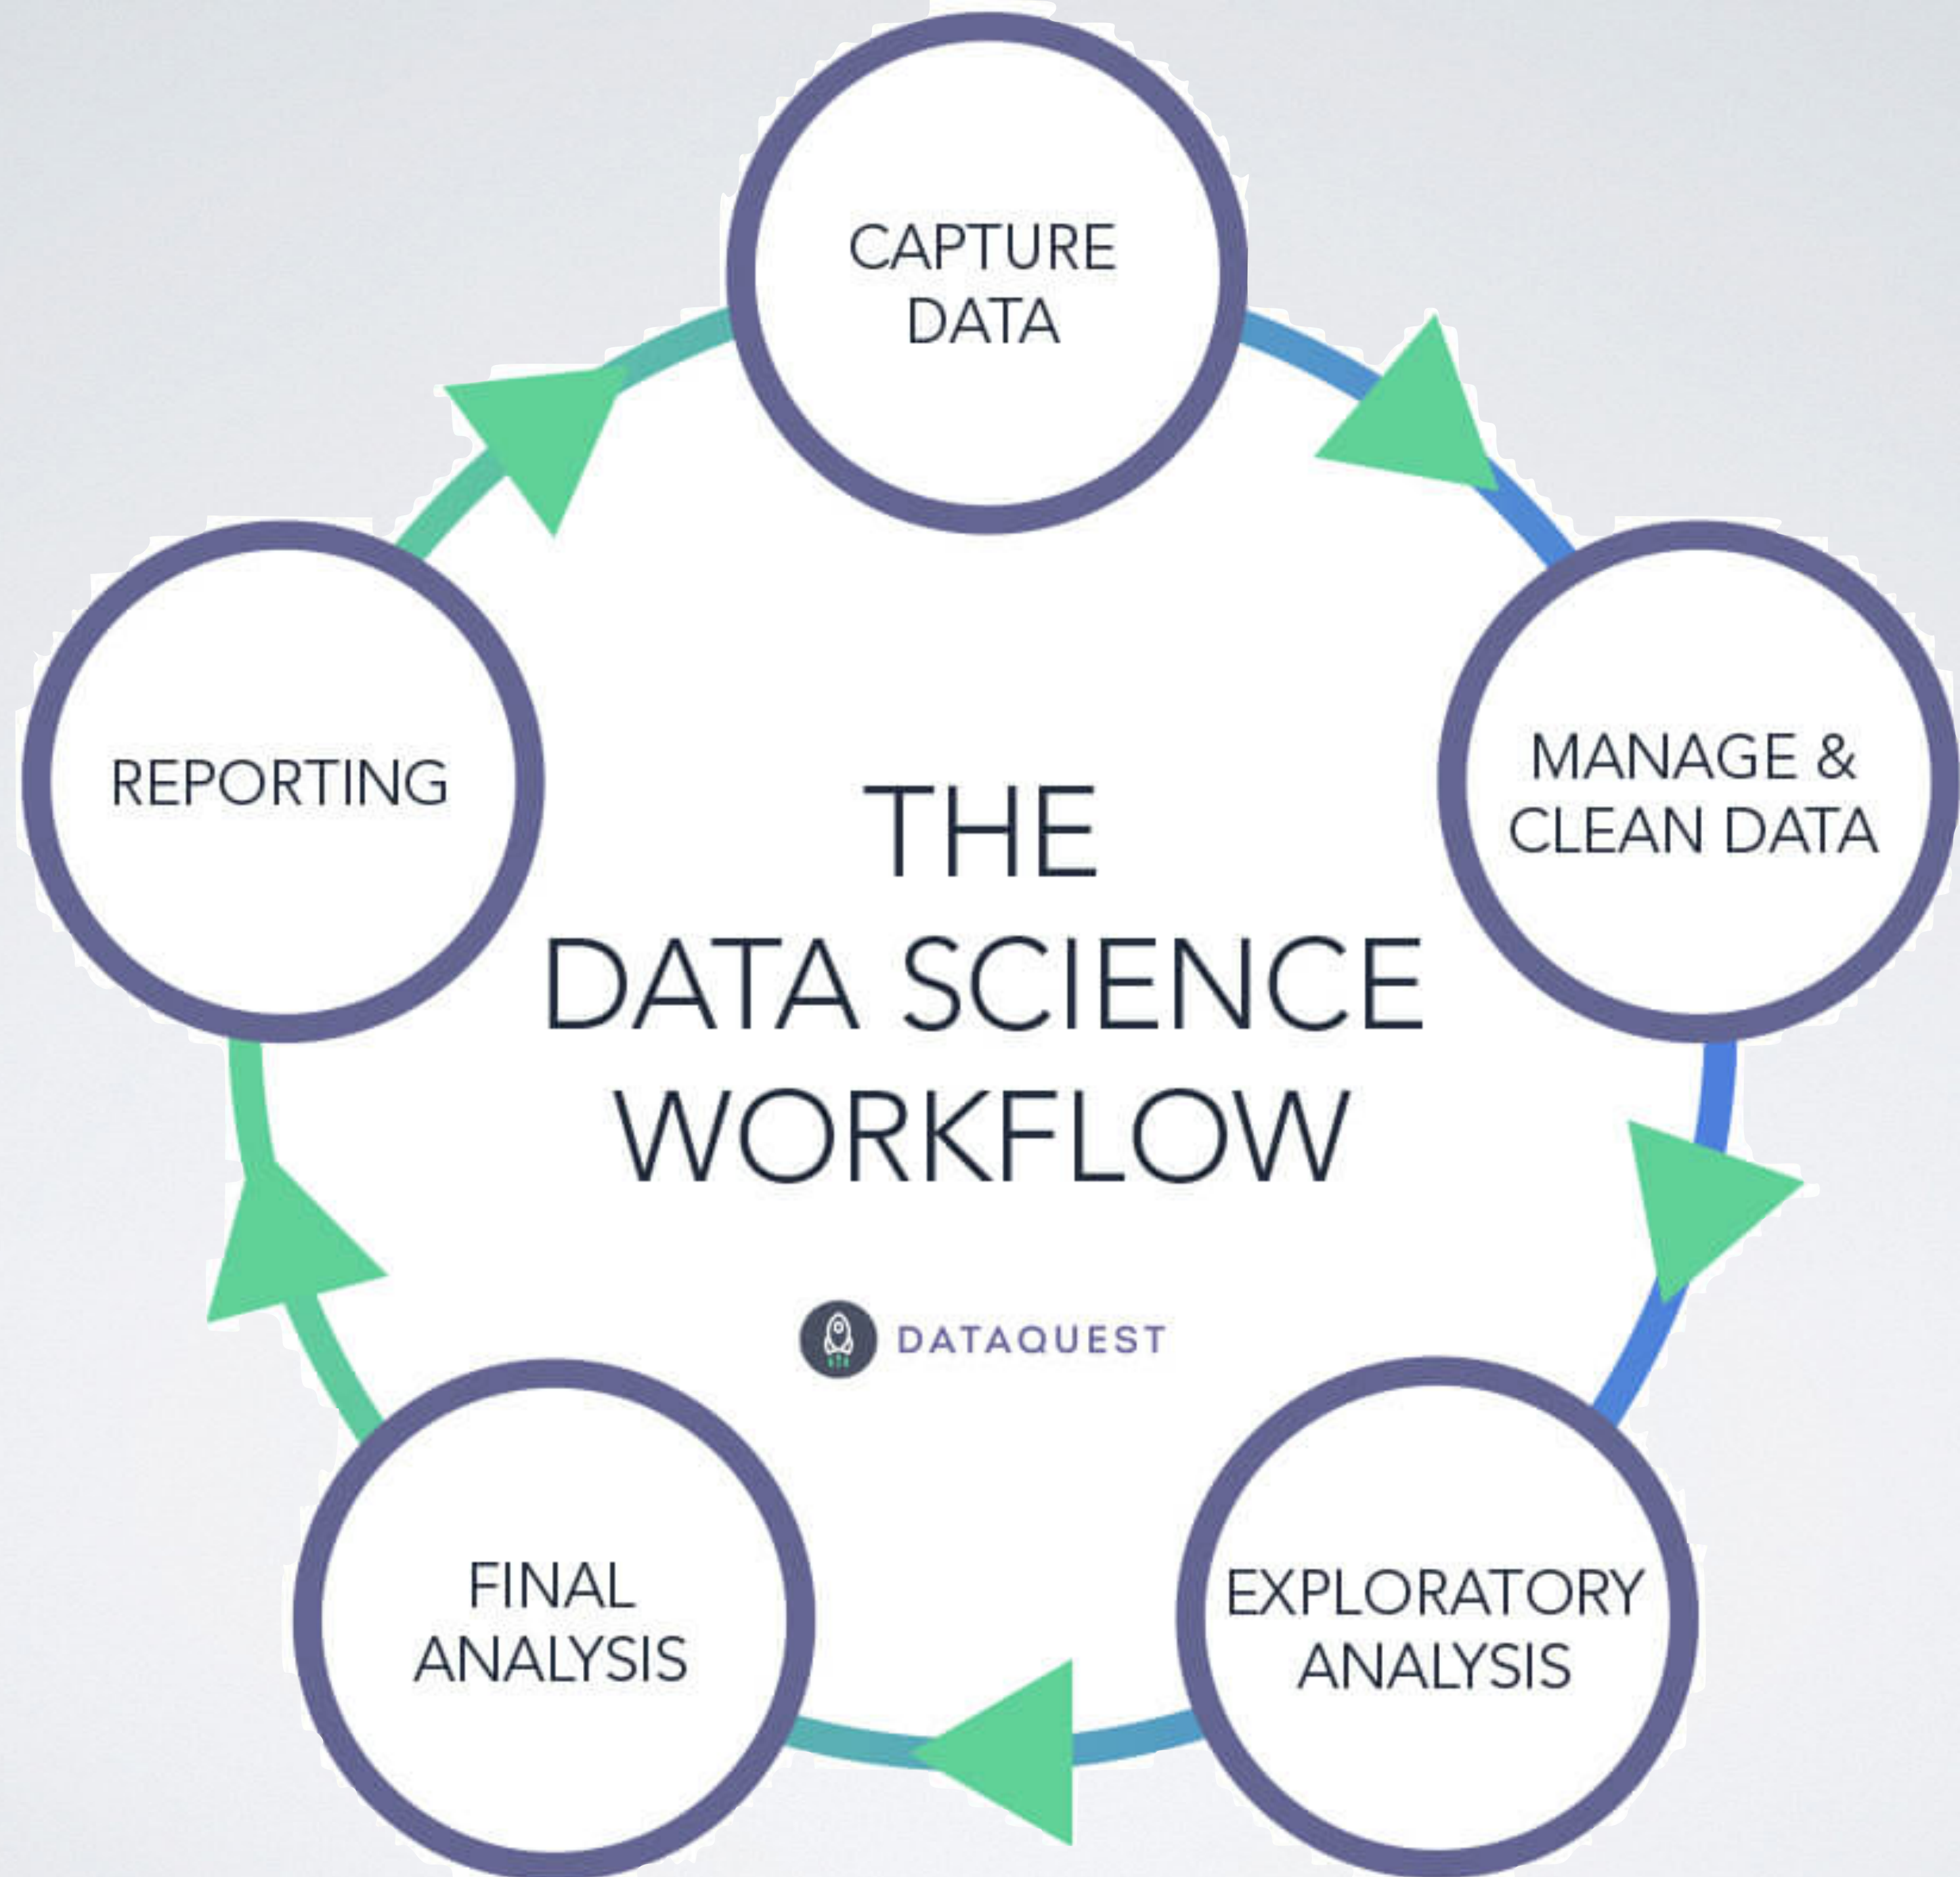 CAPTURE
DATA
MANAGE &
CLEAN DATA
EXPLORATORY
ANALYSIS
FINAL
ANALYSIS
REPORTING
THE
DATA SCIENCE
WORKFLOW
DATAQUEST